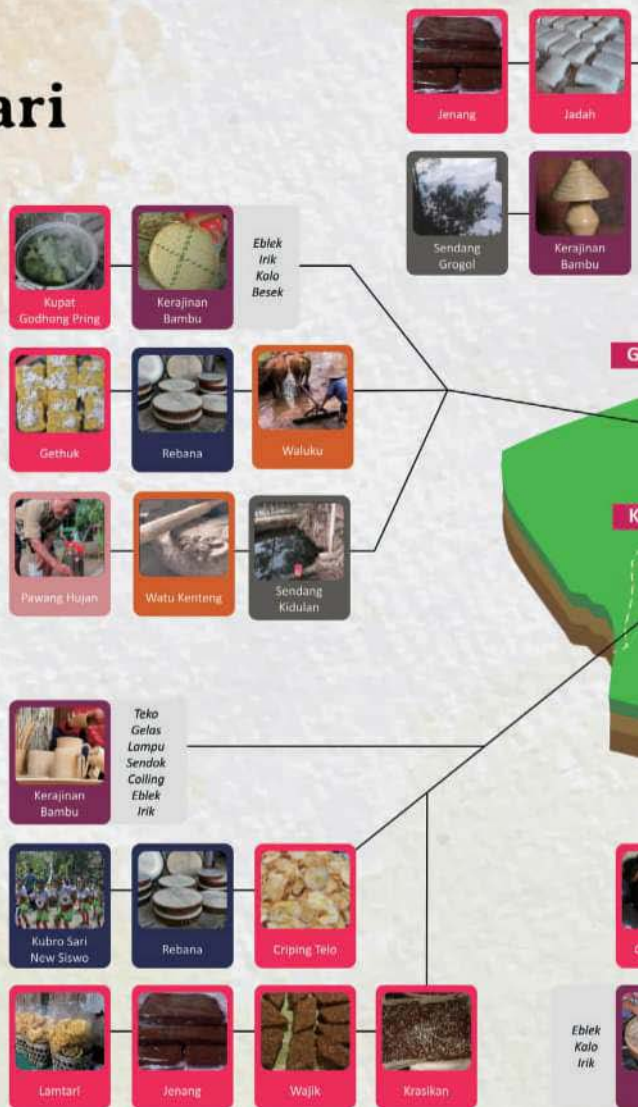 ari
Jenang
Jadah
Sendang
Grogol
Kerajinan
Bambu
Kupat
Godhong Pring
Kerajinan
Bambu
Eblek
Irik
Kalo
Besek
G
Gethuk
Rebana
Waluku
K
Pawang Hujan
Watu Kenteng
Sendang
Kidulan
Kerajinan
Bambu
Teko
Gelas
Lampu
Sendok
Coiling
Eblek
Irik
Kubro Sari
New Siswo
Rebana
Criping Telo
Lamtari
Jenang
Wajik
Krasikan
Eblek
Kalo
Irik